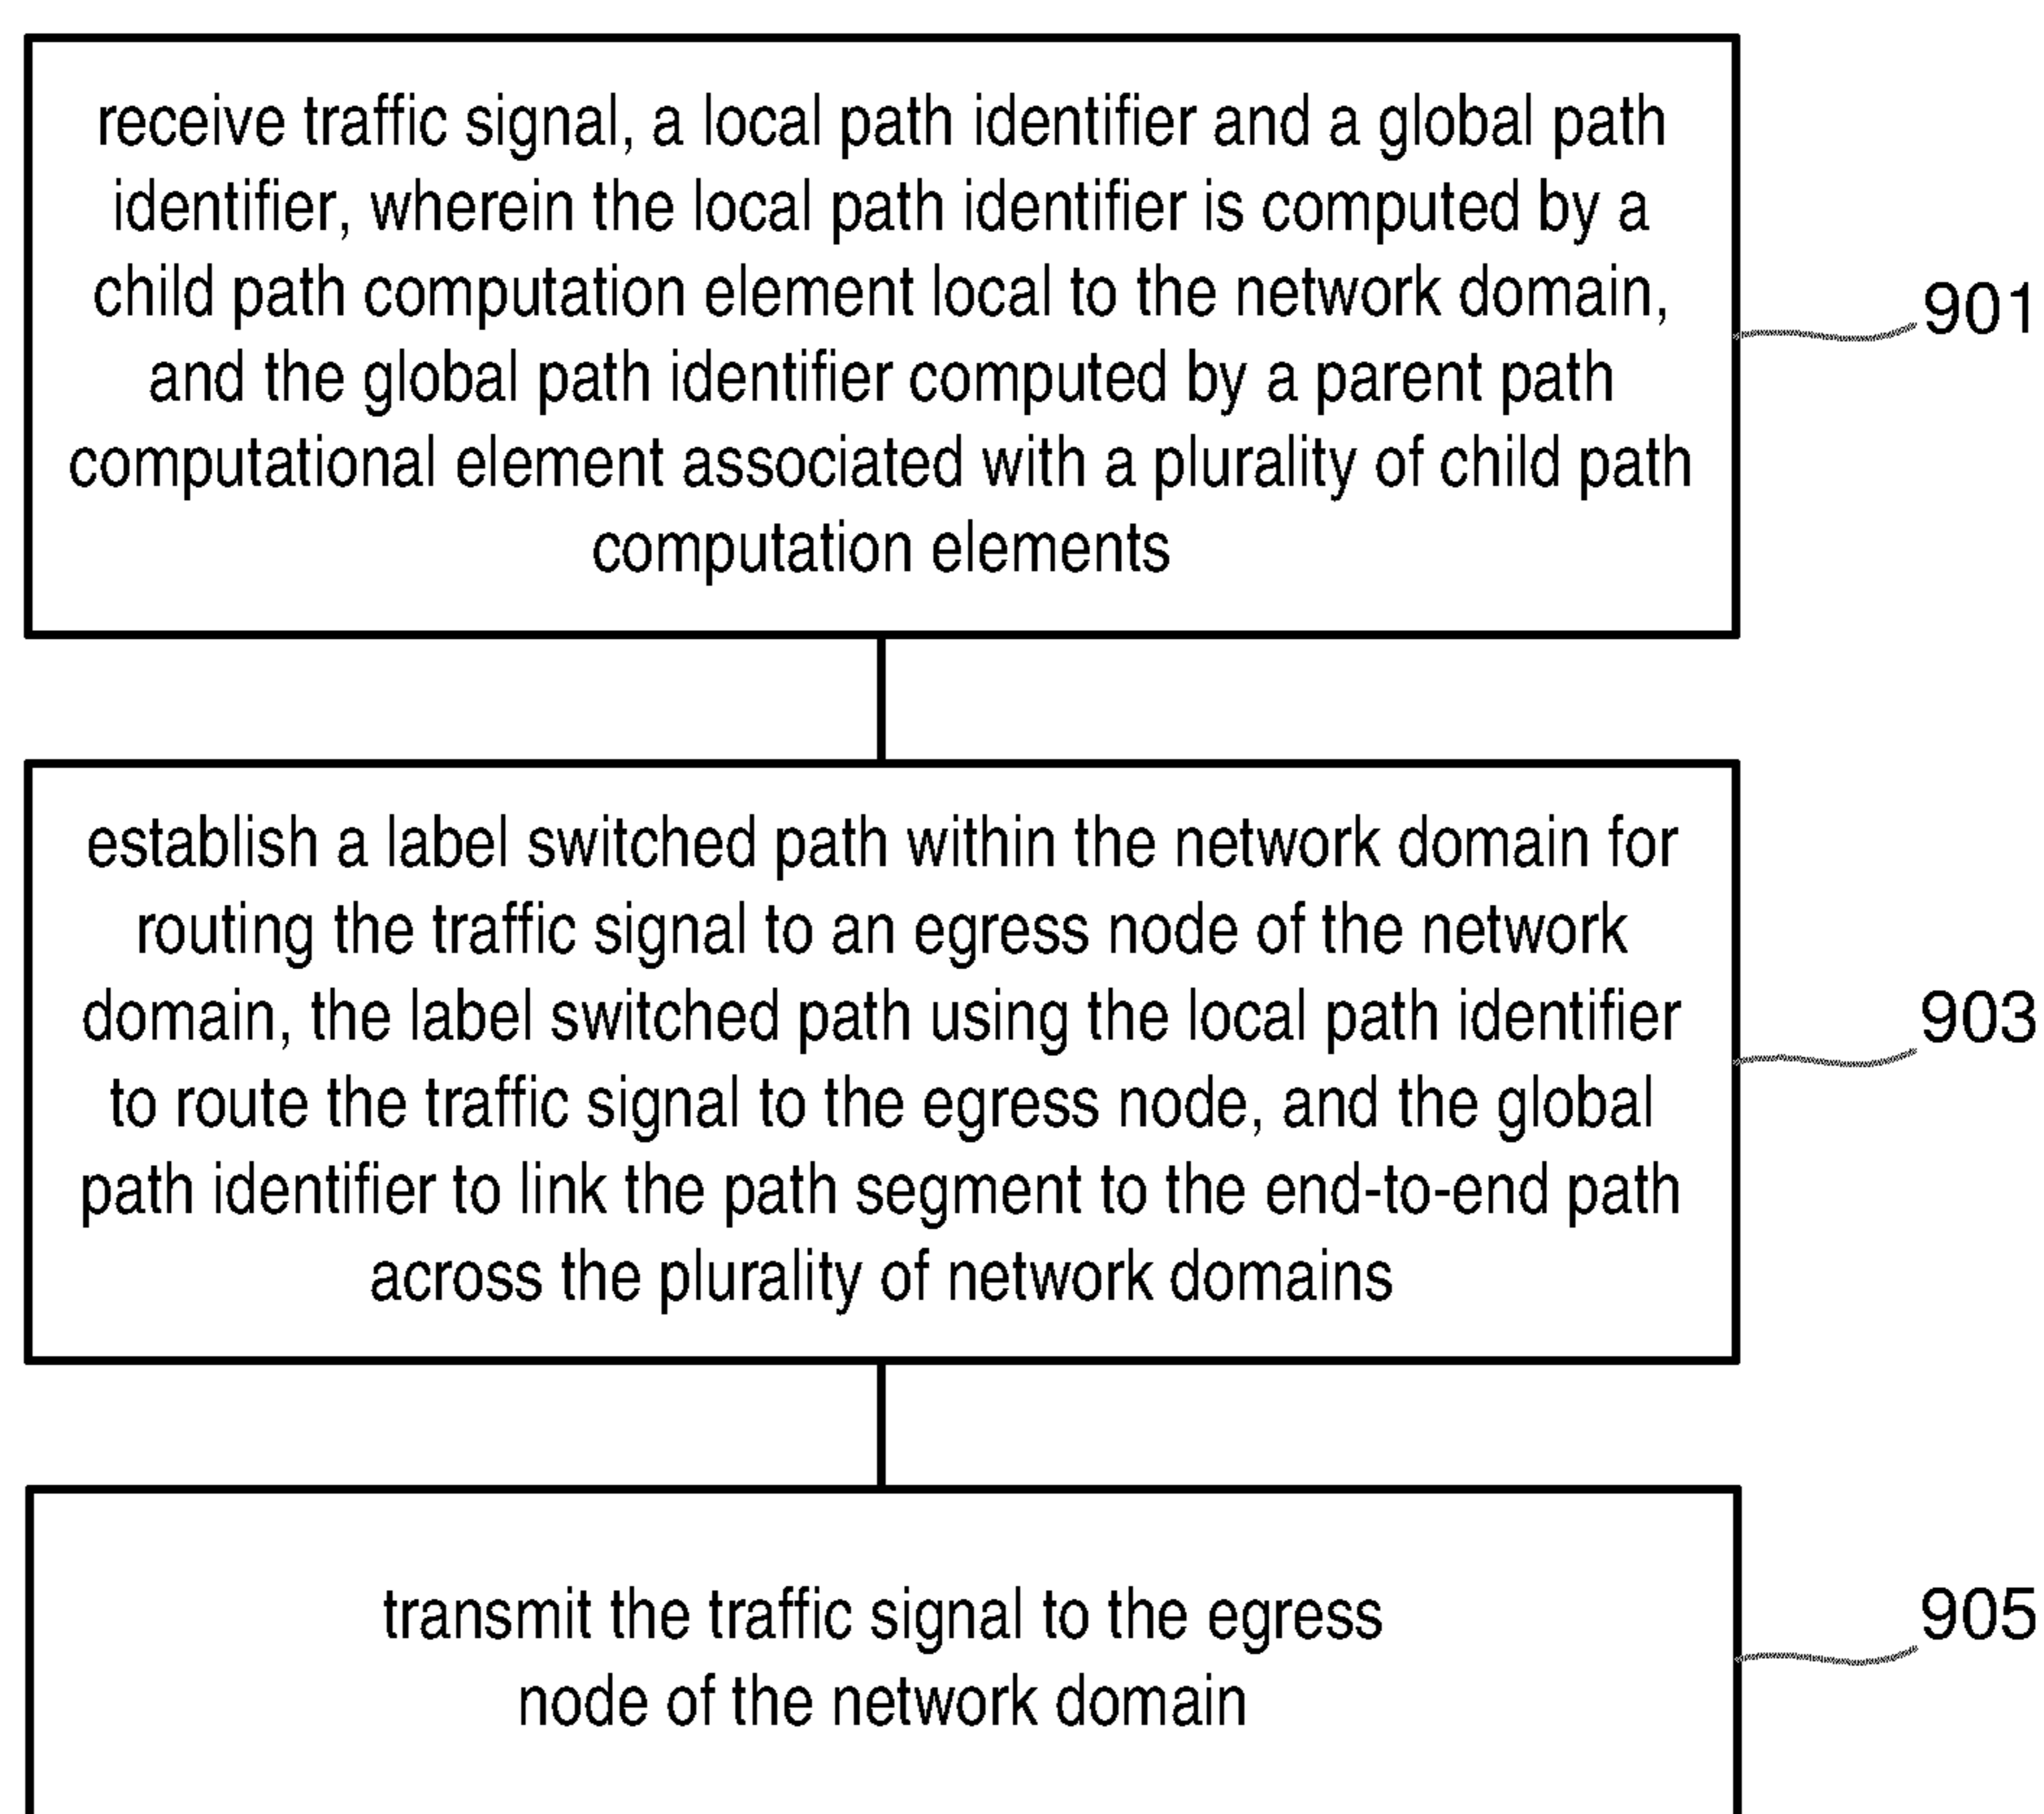 receive traffic signal, a local path identifier and a global path
identifier, wherein the local path identifier is computed by a
child path computation element local to the network domain,
and the global path identifier computed by a parent path
computational element associated with a plurality of child path
computation elements
901
establish a label switched path within the network domain for
routing the traffic signal to an egress node of the network
domain, the label switched path using the local path identifier
to route the traffic signal to the egress node, and the global
path identifier to link the path segment to the end-to-end path
across the plurality of network domains
903
transmit the traffic signal to the egress
node of the network domain
905